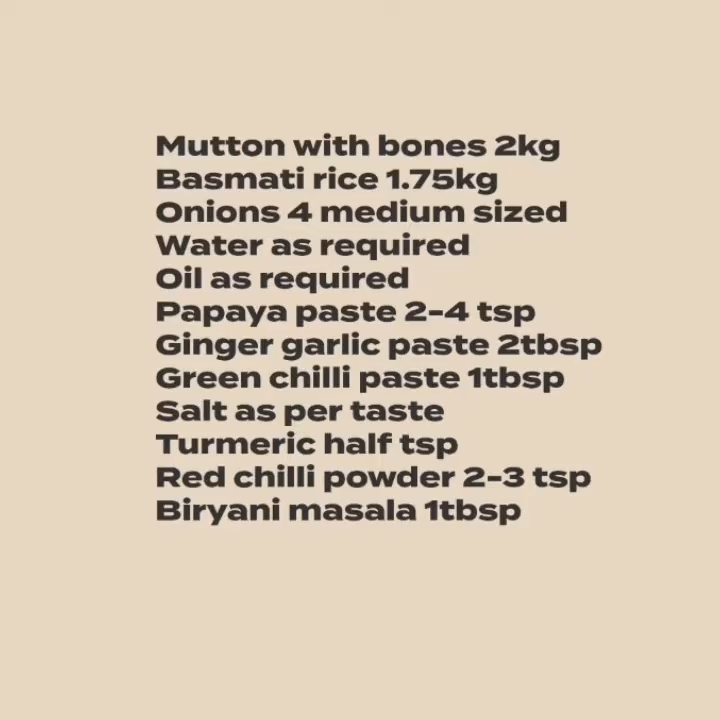 Mutton with bones 2kg
Basmati rice 1.75kg
Onions 4 medium sized
Water as required
Oil as required
Papaya paste 2-4 tsp
Ginger garlic paste 2tbsp
Green chilli paste 1tbsp
Salt as per taste
Turmeric half tsp
Red chilli powder 2-3 tsp
Biryani masala 1tbsp